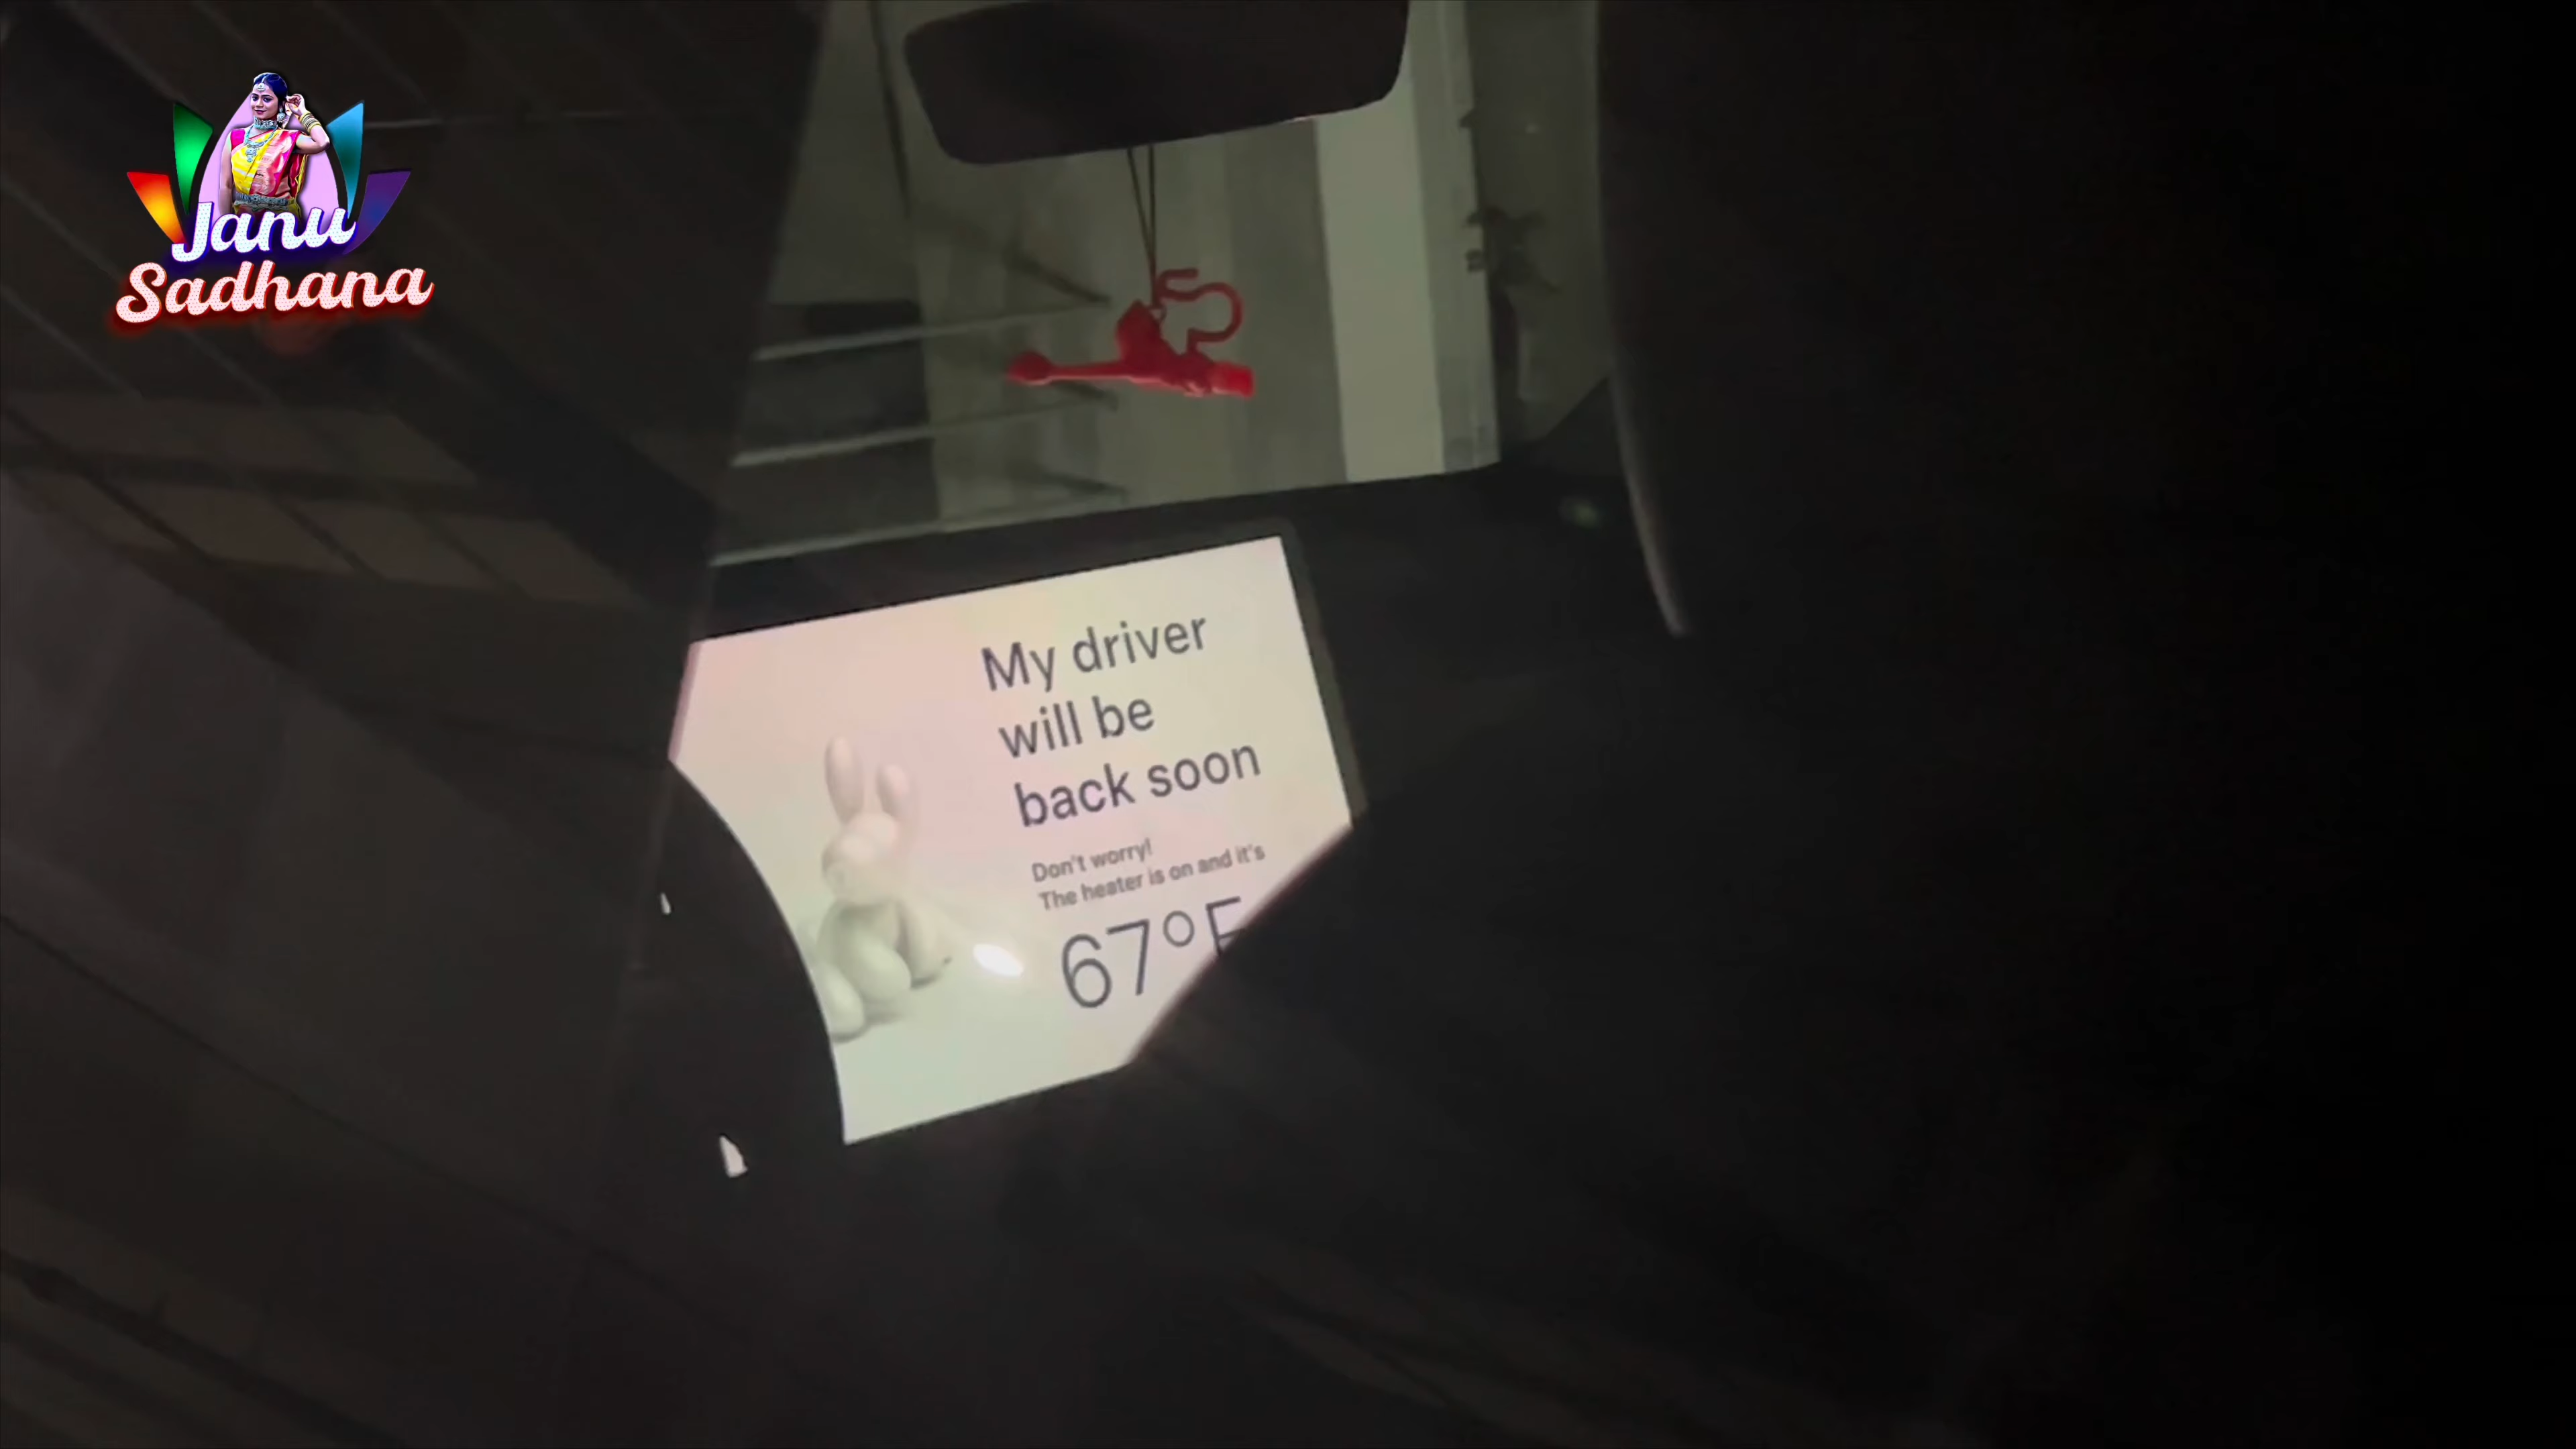 Janu
Sadhana
My driver
will be
back soon
Don't worry!
The heater is on and it's
67°F